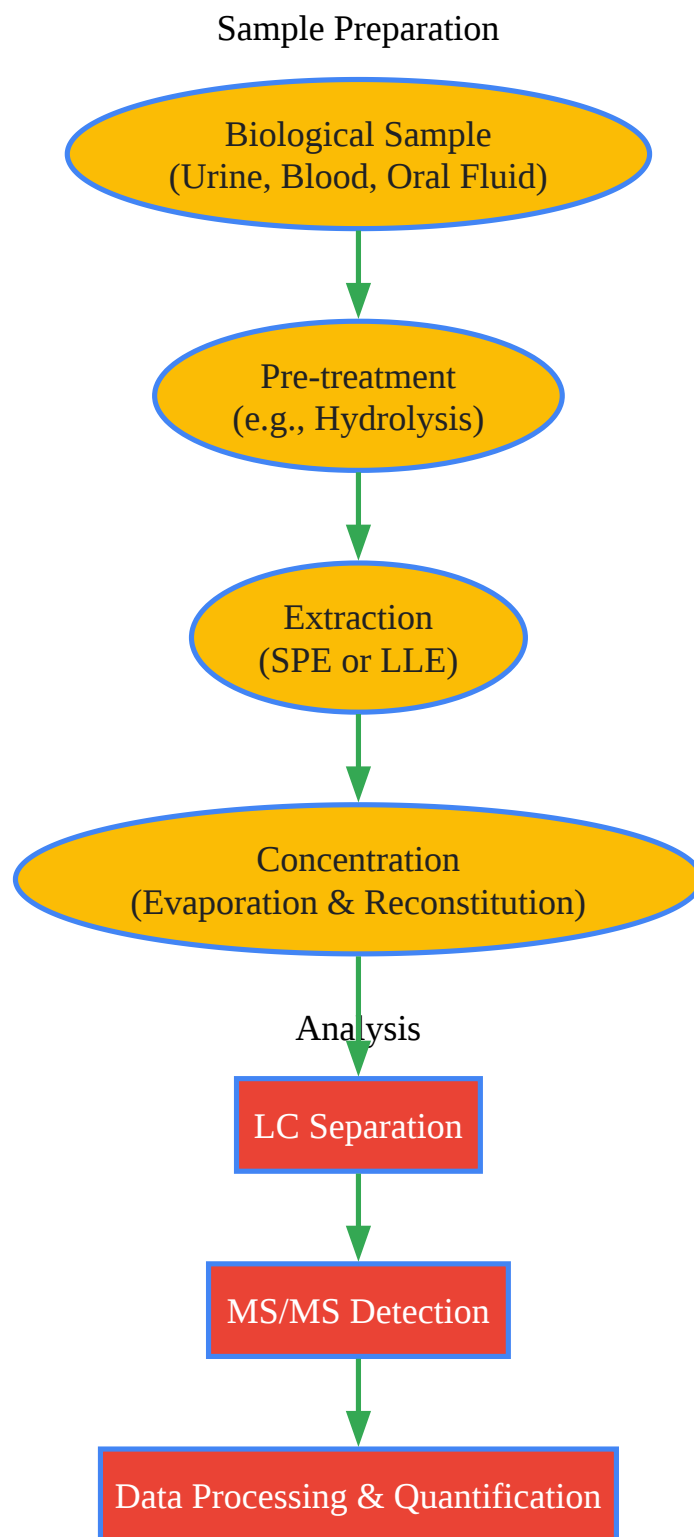 Sample Preparation
Biological Sample
(Urine, Blood, Oral Fluid)
Pre-treatment
(e.g., Hydrolysis)
Extraction
(SPE or LLE)
Concentration
(Evaporation & Reconstitution)
Analysis
LC Separation
MS/MS Detection
Data Processing & Quantification